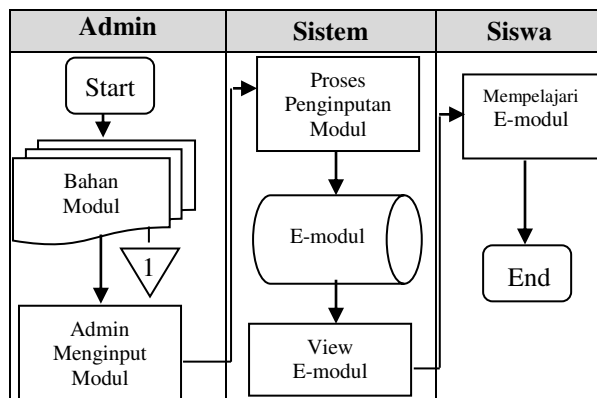 Admin
Sistem
Siswa
Start
Bahan
Modul
1
Admin
Menginput
Modul
Proses
Penginputan
Modul
E-modul
View
E-modul
Mempelajari
E-modul
End